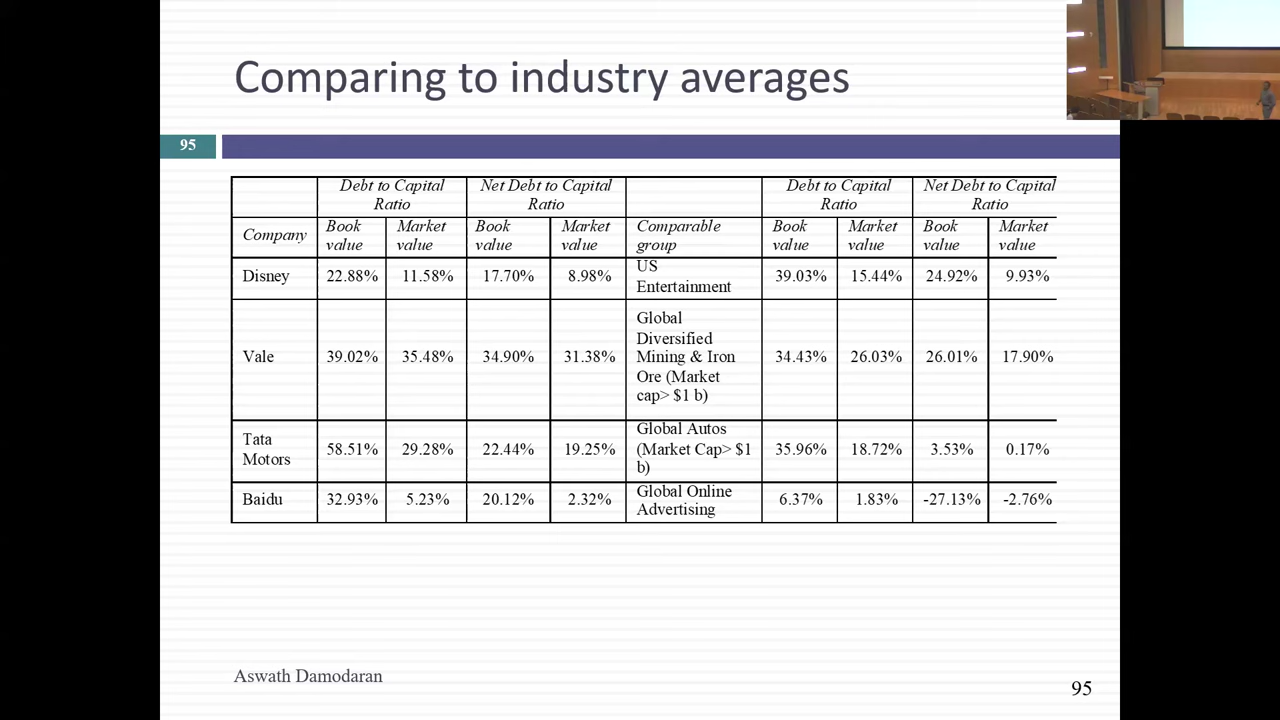 Comparing to industry averages
95
Debt to Capital Ratio Net Debt to Capital Ratio Debt to Capital Ratio Net Debt to Capital Ratio
Company Book value Market value Book value Market value Comparable group Book value Market value Book value Market value
Disney 22.88% 11.58% 17.70% 8.98% US Entertainment 39.03% 15.44% 24.92% 9.93%
Vale 39.02% 35.48% 34.90% 31.38% Global Diversified Mining & Iron Ore (Market cap> $1 b) 34.43% 26.03% 26.01% 17.90%
Tata Motors 58.51% 29.28% 22.44% 19.25% Global Autos (Market Cap> $1 b) 35.96% 18.72% 3.53% 0.17%
Baidu 32.93% 5.23% 20.12% 2.32% Global Online Advertising 6.37% 1.83% -27.13% -2.76%
Aswath Damodaran
95